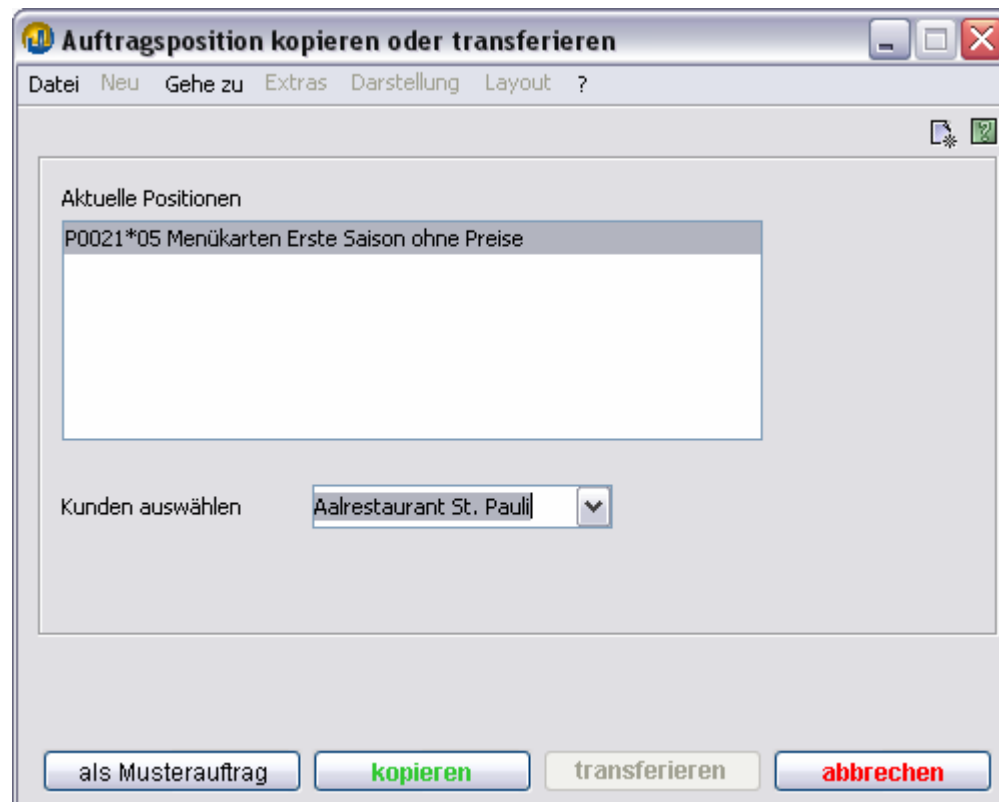 Auftragsposition kopieren oder transferieren
Datei Neu Gehe zu Extras Darstellung Layout ?
Aktuelle Positionen
P0021*05 Menükarten Erste Saison ohne Preise
Kunden auswählen Aalrestaurant St. Pauli
als Musterauftrag kopieren transferieren abbrechen